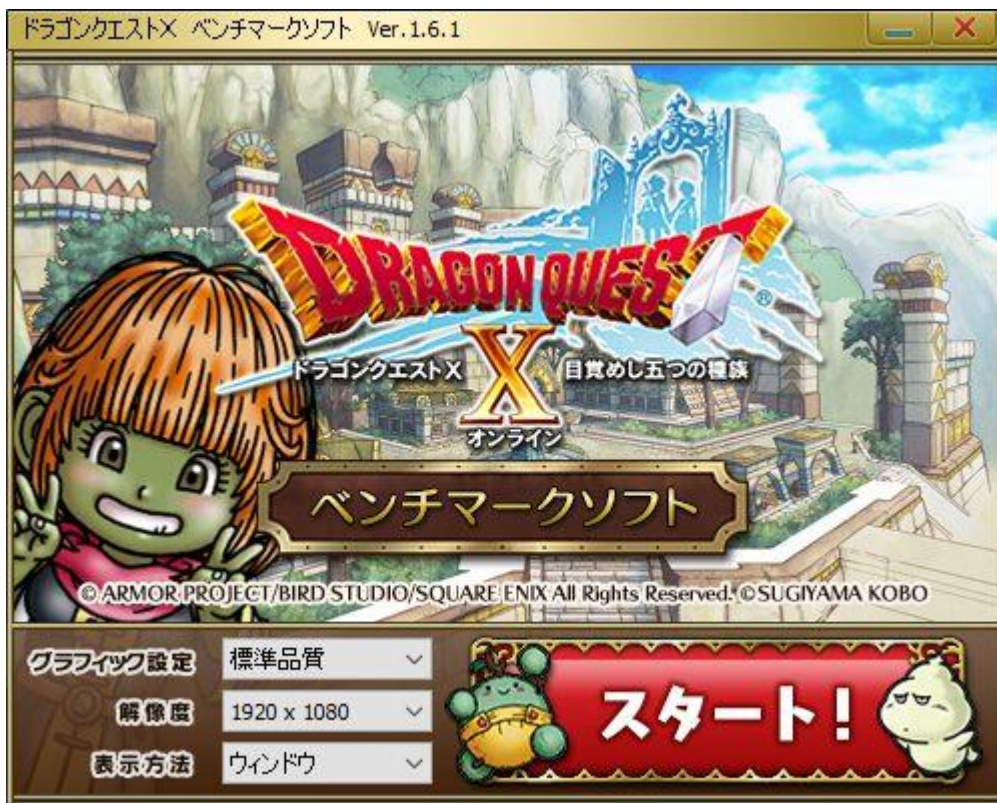 ドラゴンクエストX ベンチマークソフト Ver.1.6.1
DRAGON QUEST
X
®
ドラゴンクエストX 目覚めし五つの種族
オンライン
ベンチマークソフト
© ARMOR PROJECT/BIRD STUDIO/SQUARE ENIX All Rights Reserved. © SUGIYAMA KOBO
グラフィック設定 標準品質
解像度 1920 x 1080
表示方法 ウィンドウ
スタート!